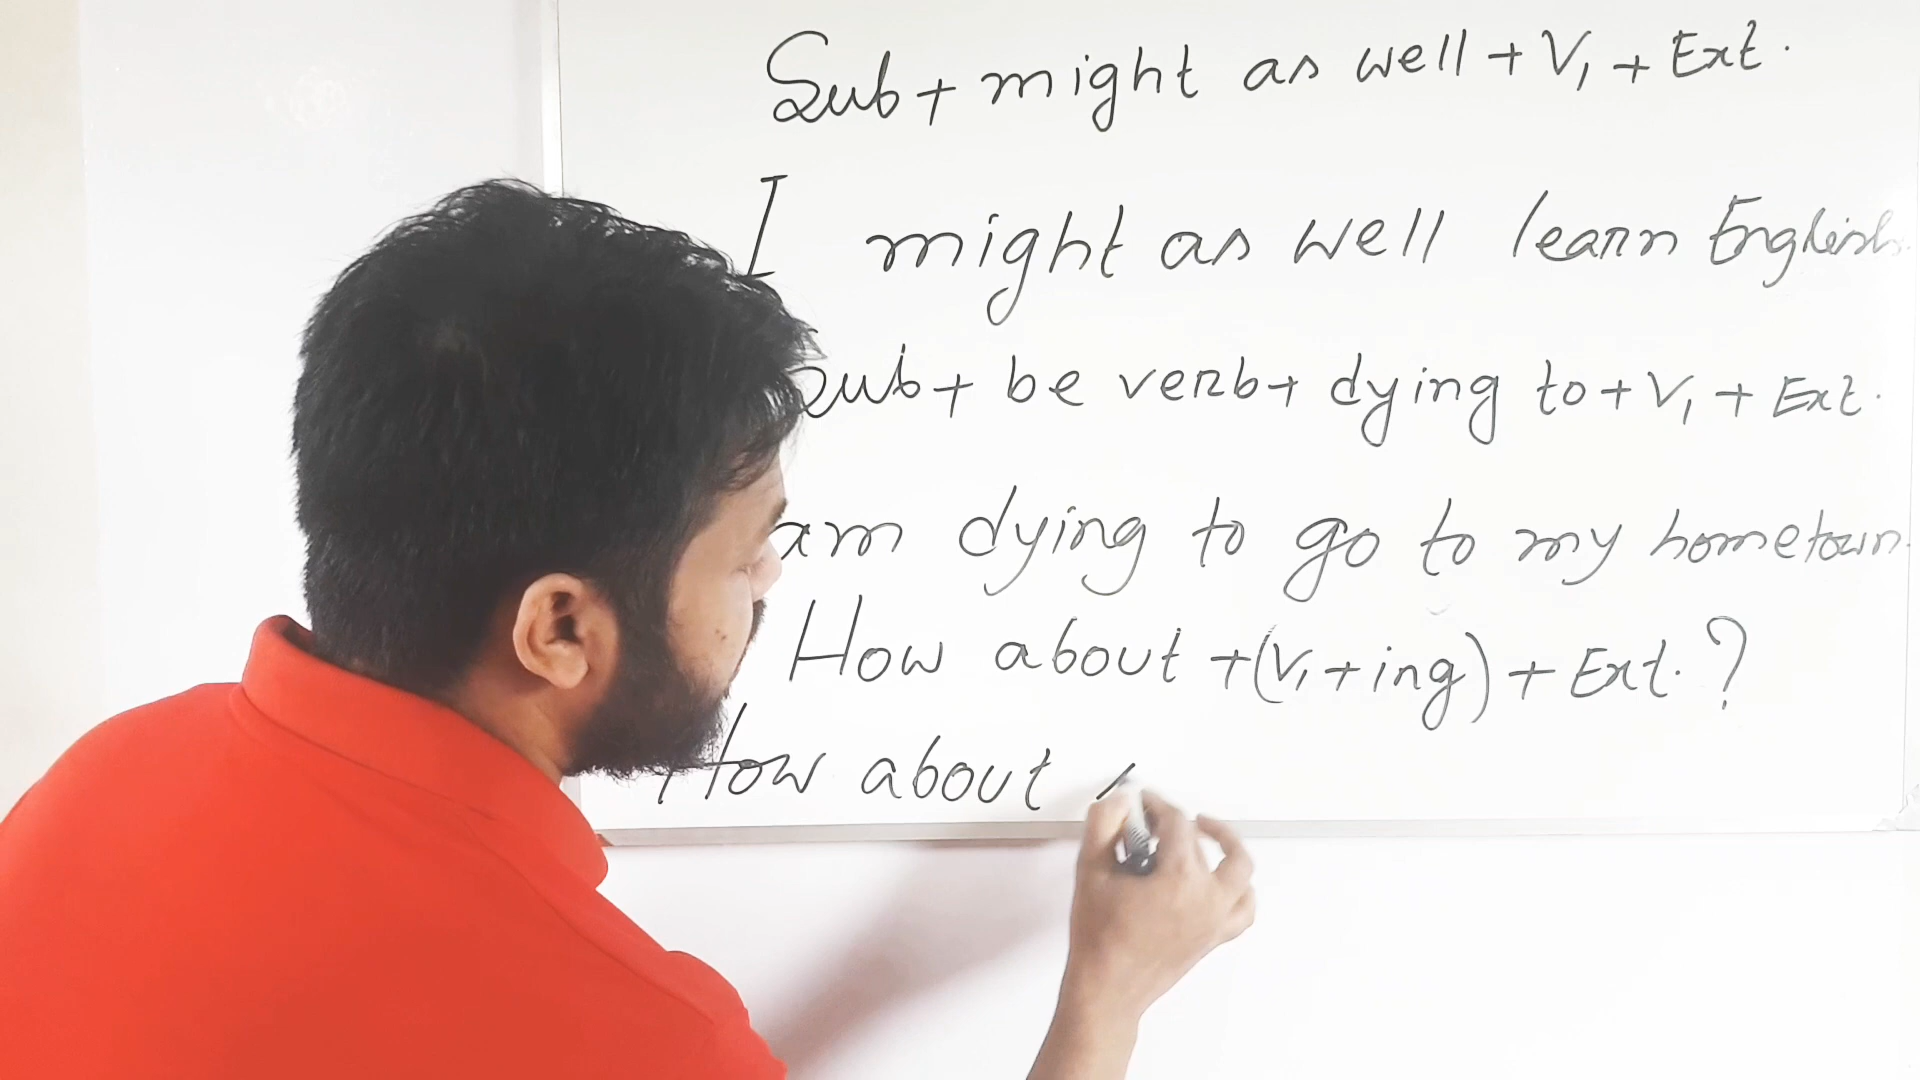 Sub + might as well + V1 + Ext.
I might as well learn English.
Sub + be verb + dying to + V1 + Ext.
am dying to go to my hometown.
How about + (V1 + ing) + Ext. ?
How about